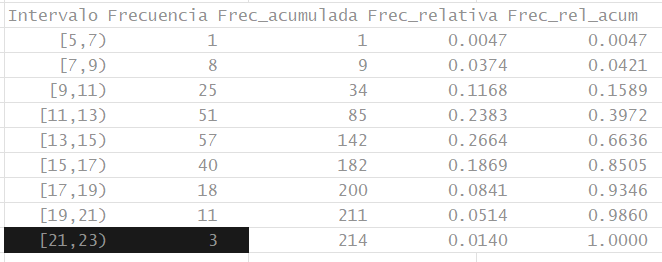 Intervalo Frecuencia Frec_acumulada Frec_relativa Frec_rel_acum
[5,7) 1 1 0.0047 0.0047
[7,9) 8 9 0.0374 0.0421
[9,11) 25 34 0.1168 0.1589
[11,13) 51 85 0.2383 0.3972
[13,15) 57 142 0.2664 0.6636
[15,17) 40 182 0.1869 0.8505
[17,19) 18 200 0.0841 0.9346
[19,21) 11 211 0.0514 0.9860
[21,23) 3 214 0.0140 1.0000